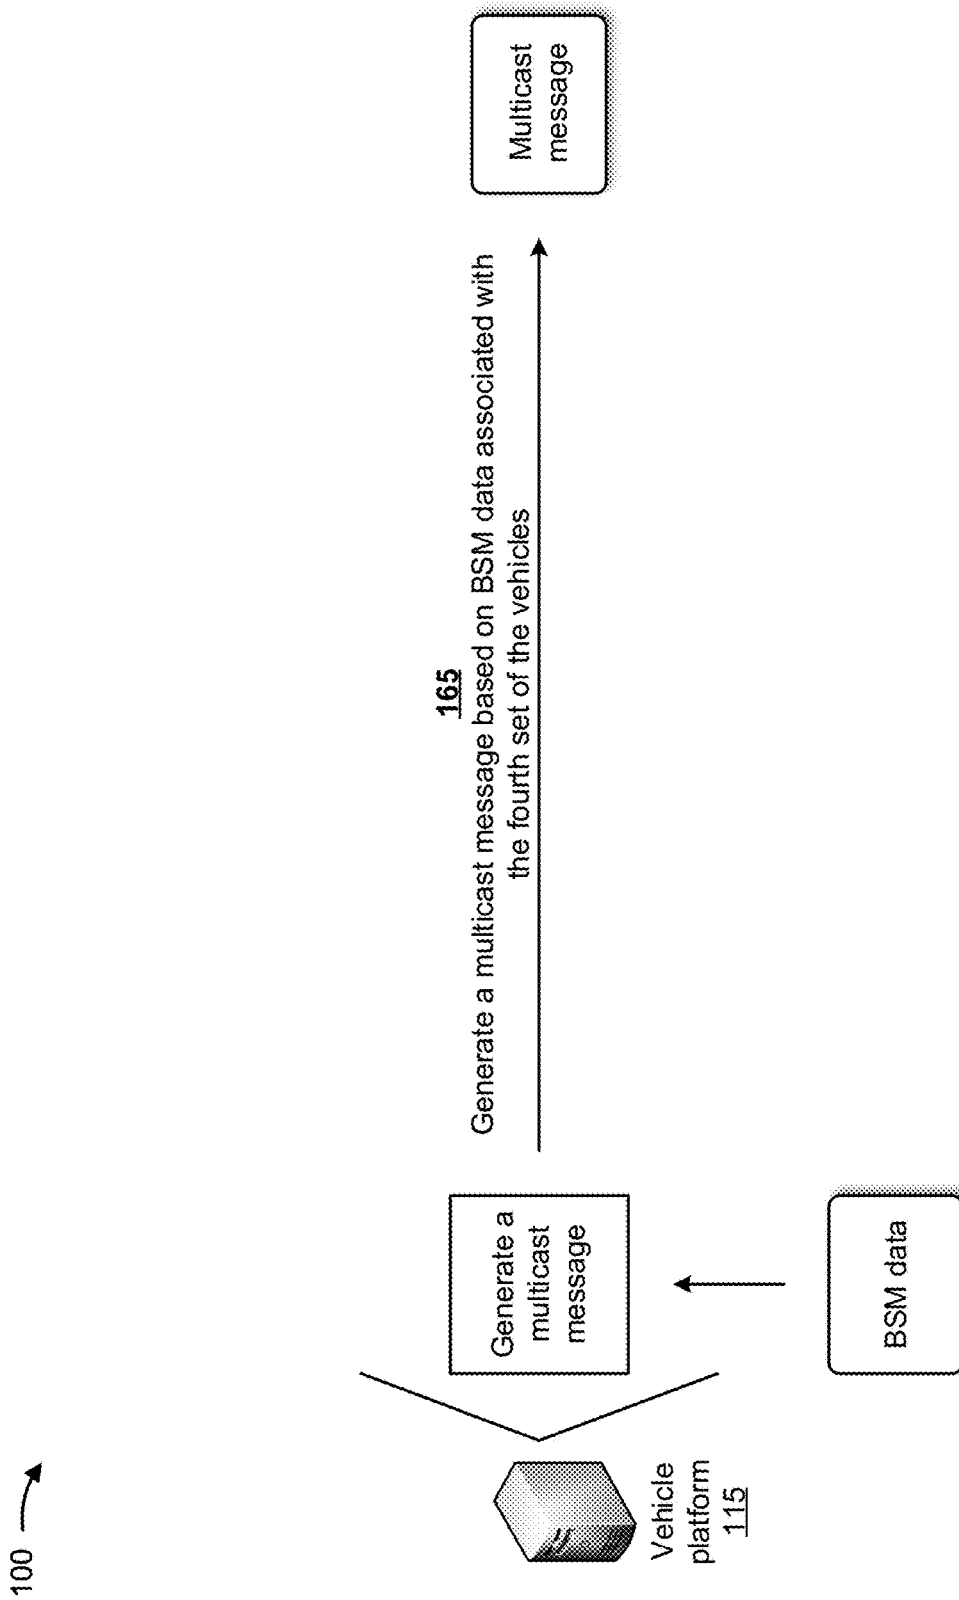 100
165
Generate a multicast message based on BSM data associated with
the fourth set of the vehicles
Vehicle
platform
115
Generate a
multicast
message
Multicast
message
BSM data